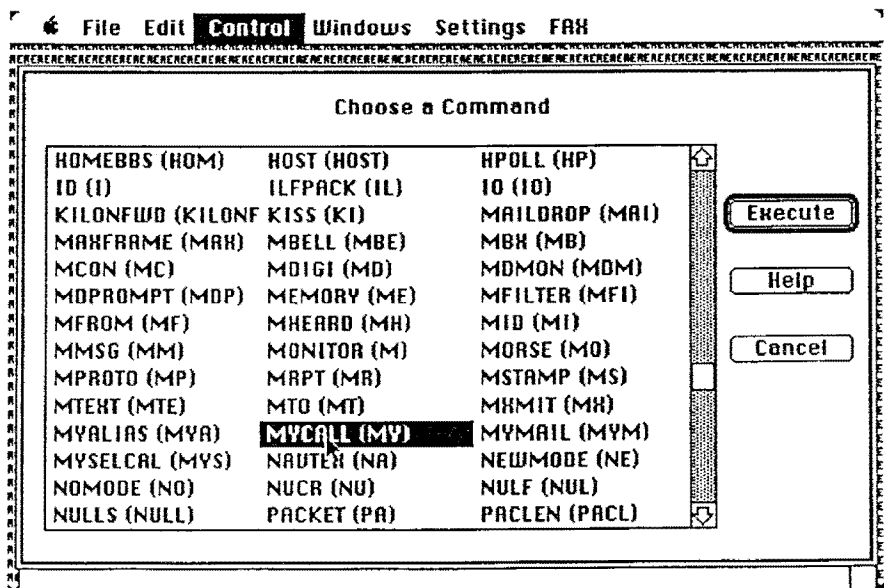 File Edit Control Windows Settings FAX
Choose a Command
HOMEBBS (HOM) HOST (HOST) HPOLL (HP)
ID (I) ILFPACK (IL) IO (IO)
KILONFWD (KILONF KISS (KI) MAILDROP (MAI)
MAXFRAME (MAX) MBELL (MBE) MBX (MB)
MCON (MC) MDIGI (MD) MDMON (MDM)
MDPROMPT (MDP) MEMORY (ME) MFILTER (MFI)
MFROM (MF) MHEARD (MH) MID (MI)
MMSG (MM) MONITOR (M) MORSE (MO)
MPROTO (MP) MRPT (MR) MSTAMP (MS)
MTEXT (MTE) MTO (MT) MXMIT (MX)
MYALIAS (MYA) MYCALL (MY) MYMAIL (MYM)
MYSELCAL (MYS) NAVTEX (NA) NEWMODE (NE)
NOMODE (NO) NUCR (NU) NULF (NUL)
NULLS (NULL) PACKET (PA) PACLEN (PACL)
Execute
Help
Cancel